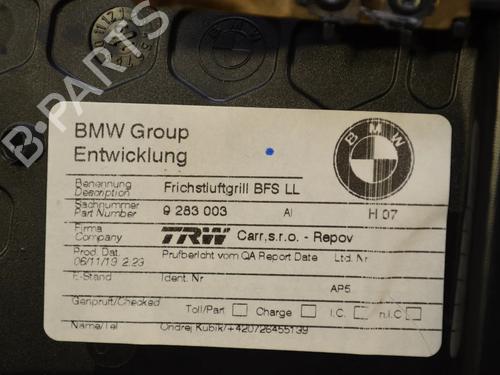 BMW Group
Entwicklung
BMW
Benennung Frichstluftgrill BFS LL
Description
Sachnummer 9 283 003 AI H 07
Part Number
Firma TRW Carr,s.r.o. - Repov
Company
Prod. Dat. Prufbericht vom QA Report Date Ltd. Nr
06/11/19 2.23
E-Stand Ident. Nr AP5
Genpruft/Checked
Toll/Part Charge I.C. n.i.C
Name/Tel Ondrej Kubik/+420726455139
B-Parts